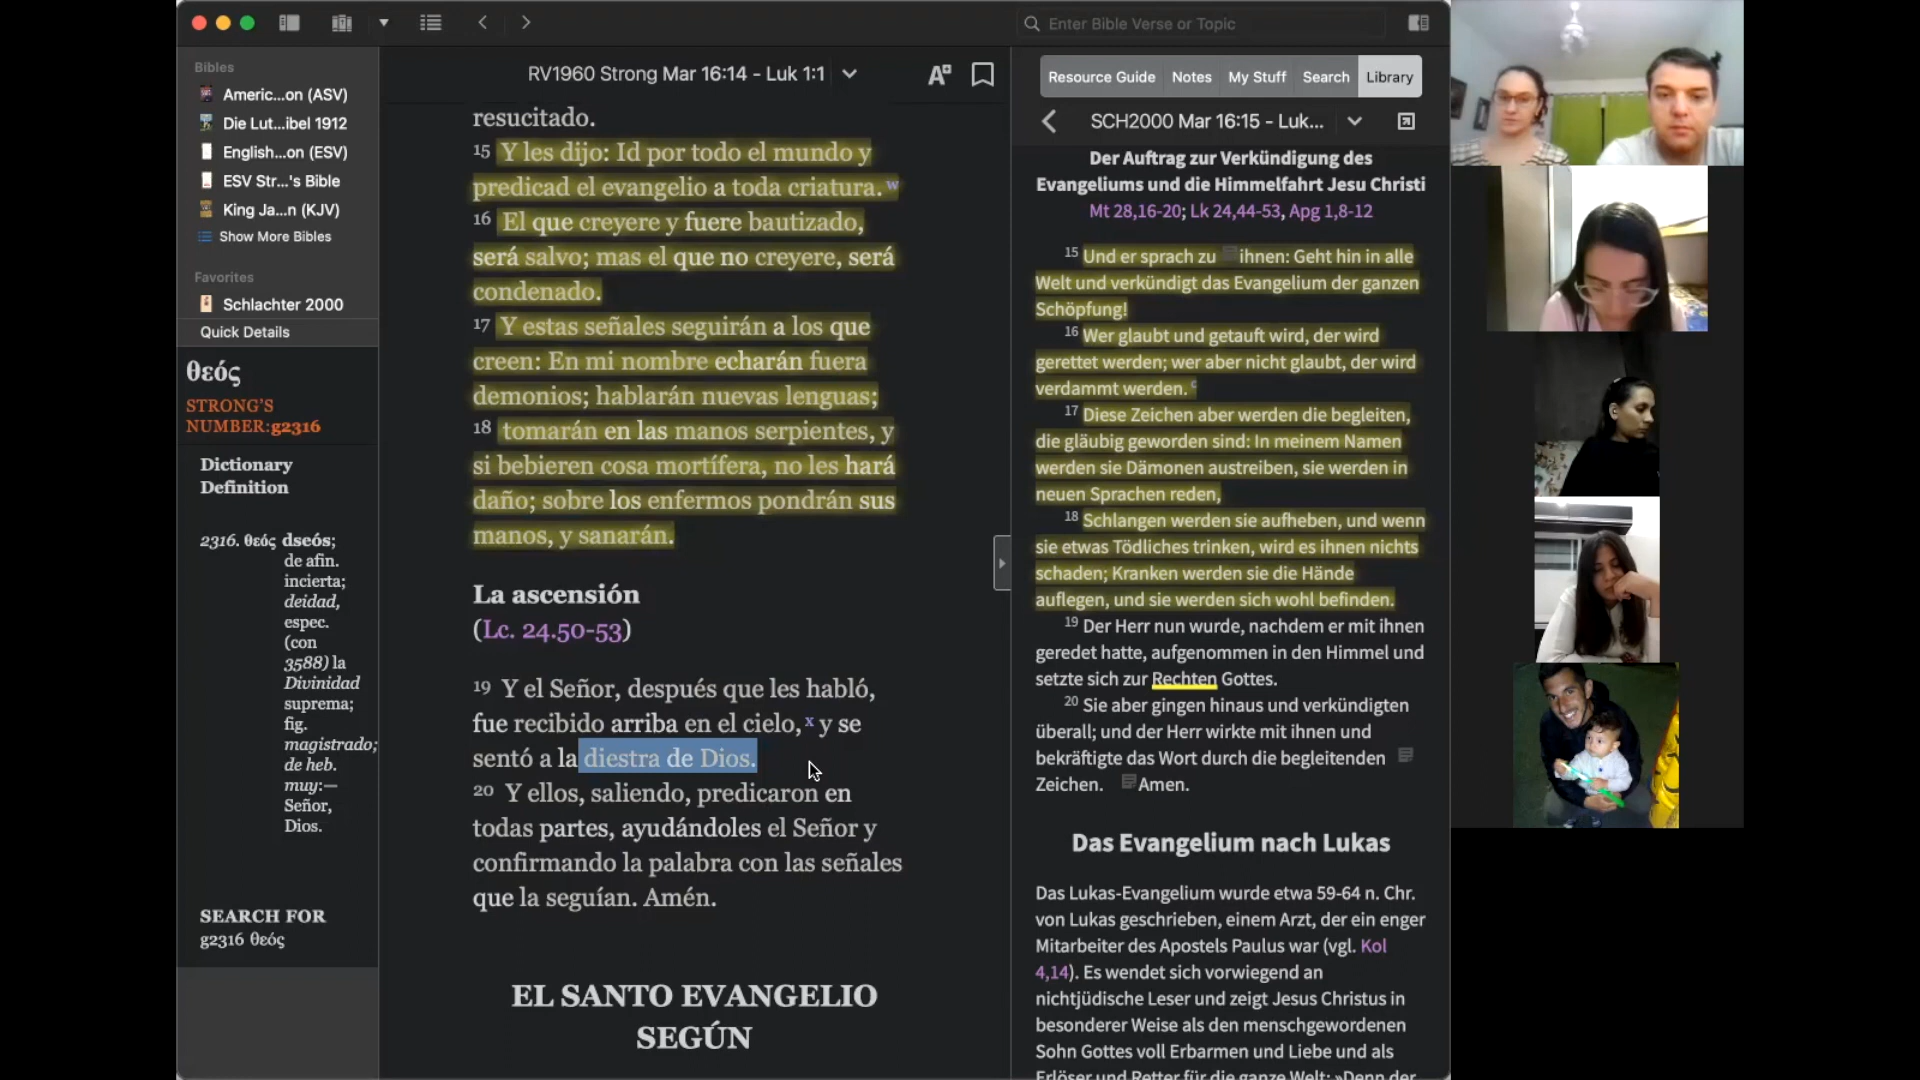 Bibles
Americ...on (ASV)
Die Lut...ibel 1912
English...on (ESV)
ESV Str...'s Bible
King Ja...n (KJV)
Show More Bibles
Favorites
Schlachter 2000
Quick Details
θεός
STRONG'S
NUMBER:g2316
Dictionary
Definition
2316. θεός dseós;
de afin.
incierta;
deidad,
espec.
(con
3588) la
Divinidad
suprema;
fig.
magistrado;
de heb.
muy:—
Señor,
Dios.
SEARCH FOR
g2316 θεός
RV1960 Strong Mar 16:14 - Luk 1:1
resucitado.
15 Y les dijo: Id por todo el mundo y
predicad el evangelio a toda criatura. w
16 El que creyere y fuere bautizado,
será salvo; mas el que no creyere, será
condenado.
17 Y estas señales seguirán a los que
creen: En mi nombre echarán fuera
demonios; hablarán nuevas lenguas;
18 tomarán en las manos serpientes, y
si bebieren cosa mortífera, no les hará
daño; sobre los enfermos pondrán sus
manos, y sanarán.
La ascensión
(Lc. 24.50-53)
19 Y el Señor, después que les habló,
fue recibido arriba en el cielo, x y se
sentó a la diestra de Dios.
20 Y ellos, saliendo, predicaron en
todas partes, ayudándoles el Señor y
confirmando la palabra con las señales
que la seguían. Amén.
EL SANTO EVANGELIO
SEGÚN
Enter Bible Verse or Topic
Resource Guide Notes My Stuff Search Library
SCH2000 Mar 16:15 - Luk...
Der Auftrag zur Verkündigung des
Evangeliums und die Himmelfahrt Jesu Christi
Mt 28,16-20; Lk 24,44-53, Apg 1,8-12
15 Und er sprach zu ihnen: Geht hin in alle
Welt und verkündigt das Evangelium der ganzen
Schöpfung!
16 Wer glaubt und getauft wird, der wird
gerettet werden; wer aber nicht glaubt, der wird
verdammt werden. c
17 Diese Zeichen aber werden die begleiten,
die gläubig geworden sind: In meinem Namen
werden sie Dämonen austreiben, sie werden in
neuen Sprachen reden,
18 Schlangen werden sie aufheben, und wenn
sie etwas Tödliches trinken, wird es ihnen nichts
schaden; Kranken werden sie die Hände
auflegen, und sie werden sich wohl befinden.
19 Der Herr nun wurde, nachdem er mit ihnen
geredet hatte, aufgenommen in den Himmel und
setzte sich zur Rechten Gottes.
20 Sie aber gingen hinaus und verkündigten
überall; und der Herr wirkte mit ihnen und
bekräftigte das Wort durch die begleitenden
Zeichen. Amen.
Das Evangelium nach Lukas
Das Lukas-Evangelium wurde etwa 59-64 n. Chr.
von Lukas geschrieben, einem Arzt, der ein enger
Mitarbeiter des Apostels Paulus war (vgl. Kol
4,14). Es wendet sich vorwiegend an
nichtjüdische Leser und zeigt Jesus Christus in
besonderer Weise als den menschgewordenen
Sohn Gottes voll Erbarmen und Liebe und als
Erlöser und Retter für die ganze Welt: »Denn der